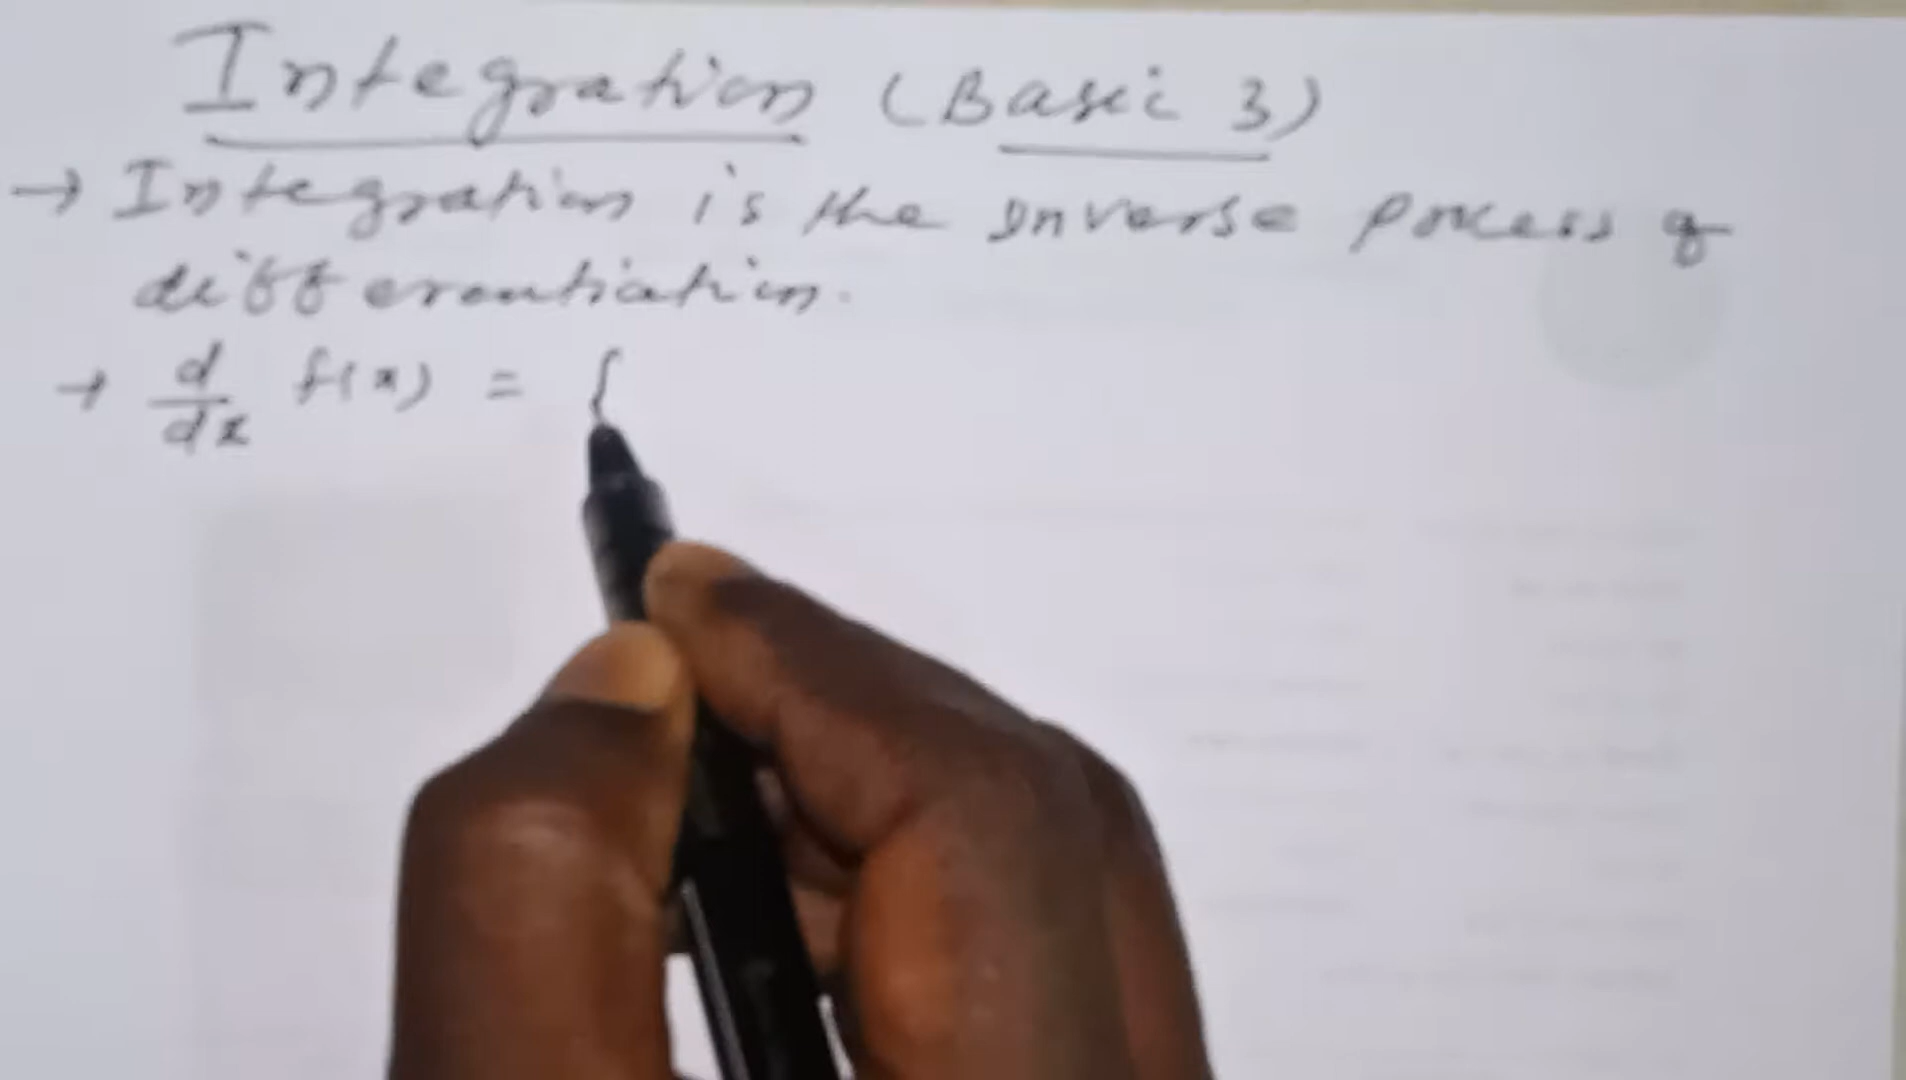 Integration (Basic 3)
→ Integration is the inverse process of
differentiation.
→ d/dx f(x) = {